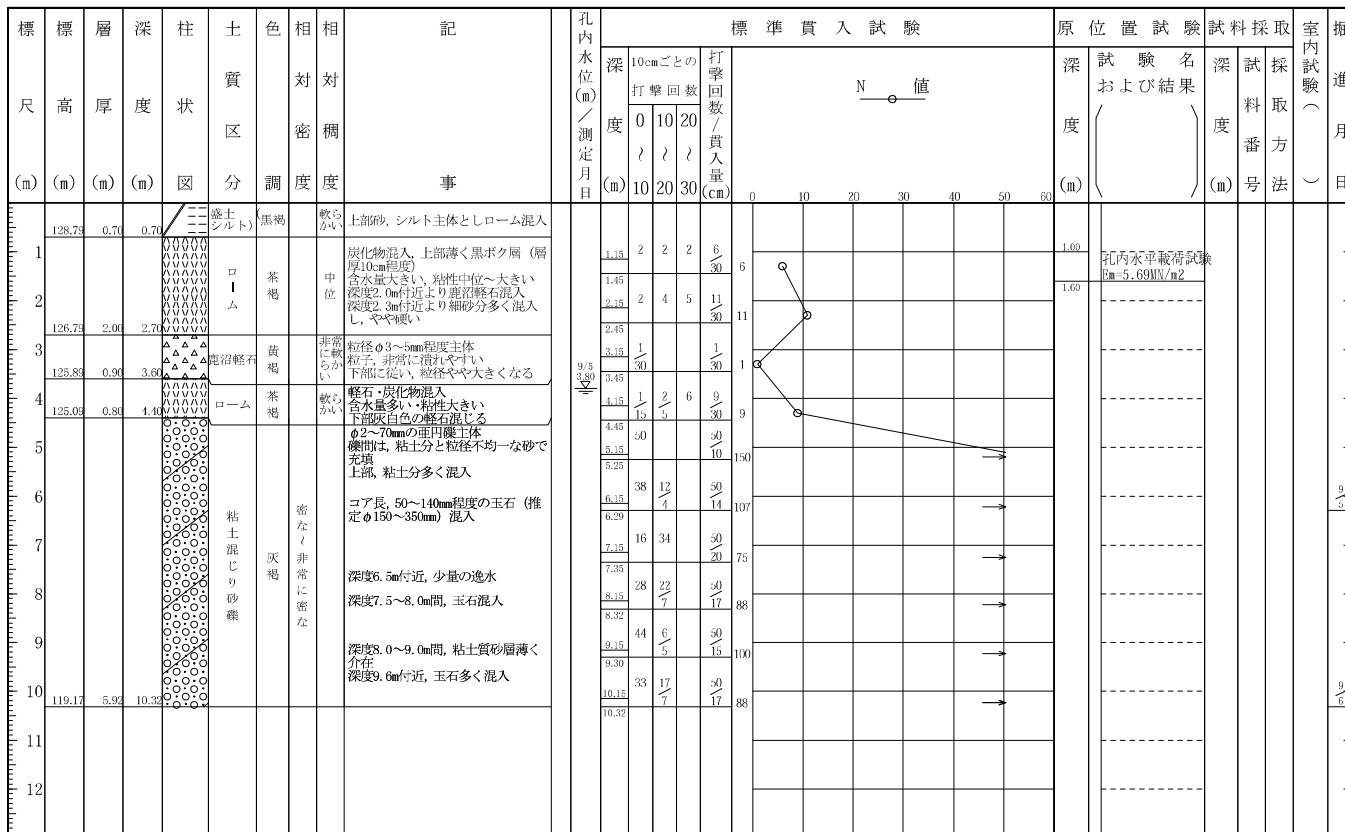 標尺(m)
標高(m)
層厚(m)
深度(m)
柱状図
土質区分
色調
相対密度
相対稠度
記事
孔内水位(m)／測定月日
標準貫入試験
深度(m)
10cmごとの打撃回数
0～10
10～20
20～30
打撃回数／貫入量(cm)
N 値
0 10 20 30 40 50 60
原位置試験
深度(m)
試験名および結果
試料採取
深度(m)
試料番号
採取方法
室内試験( )
掘進月日
128.79 0.70 0.70
盛土(シルト)
黒褐
軟らかい
上部砂, シルト主体としローム混入
126.79 2.00 2.70
ローム
茶褐
中位
炭化物混入, 上部薄く黒ボク層 (層
厚10cm程度)
含水量大きい, 粘性中位～大きい
深度2.0m付近より鹿沼軽石混入
深度2.3m付近より細砂分多く混入
し, やや硬い
125.89 0.90 3.60
鹿沼軽石
黄褐
非常に軟らかい
粒径φ3～5mm程度主体
粒子, 非常に潰れやすい
下部に従い, 粒径やや大きくなる
125.09 0.80 4.40
ローム
茶褐
軟らかい
軽石・炭化物混入
含水量多い・粘性大きい
下部灰白色の軽石混じる
119.17 5.92 10.32
粘土混じり砂礫
灰褐
密な～非常に密な
φ2～70mmの亜円礫主体
礫間は, 粘土分と粒径不均一な砂で
充填
上部, 粘土分多く混入
コア長, 50～140mm程度の玉石 (推
定φ150～350mm) 混入
深度6.5m付近, 少量の逸水
深度7.5～8.0m間, 玉石混入
深度8.0～9.0m間, 粘土質砂層薄く
介在
深度9.6m付近, 玉石多く混入
1
2
3
4
5
6
7
8
9
10
11
12
9/5
3.80
1.15 2 2 2 6/30 6
1.45
2.15 2 4 5 11/30 11
2.45
3.15 1/30 1/30 1
3.45
4.15 1/15 2/5 6 9/30 9
4.45
5.15 50 50/10 150
5.25
6.15 38 12/4 50/14 107
6.29
7.15 16 34 50/20 75
7.35
8.15 28 22/7 50/17 88
8.32
9.15 44 6/5 50/15 100
9.30
10.15 33 17/7 50/17 88
10.32
1.00
孔内水平載荷試験
Em=5.69MN/m2
1.60
9/5
9/6